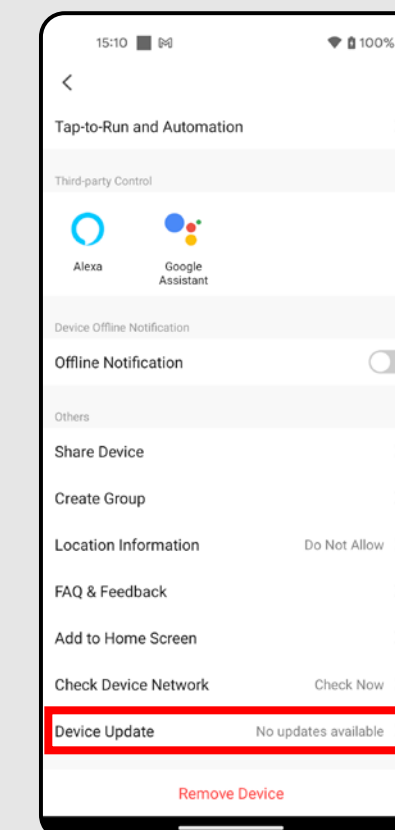 15:10 100%
Tap-to-Run and Automation
Third-party Control
Alexa
Google
Assistant
Device Offline Notification
Offline Notification
Others
Share Device
Create Group
Location Information Do Not Allow
FAQ & Feedback
Add to Home Screen
Check Device Network Check Now
Device Update No updates available
Remove Device